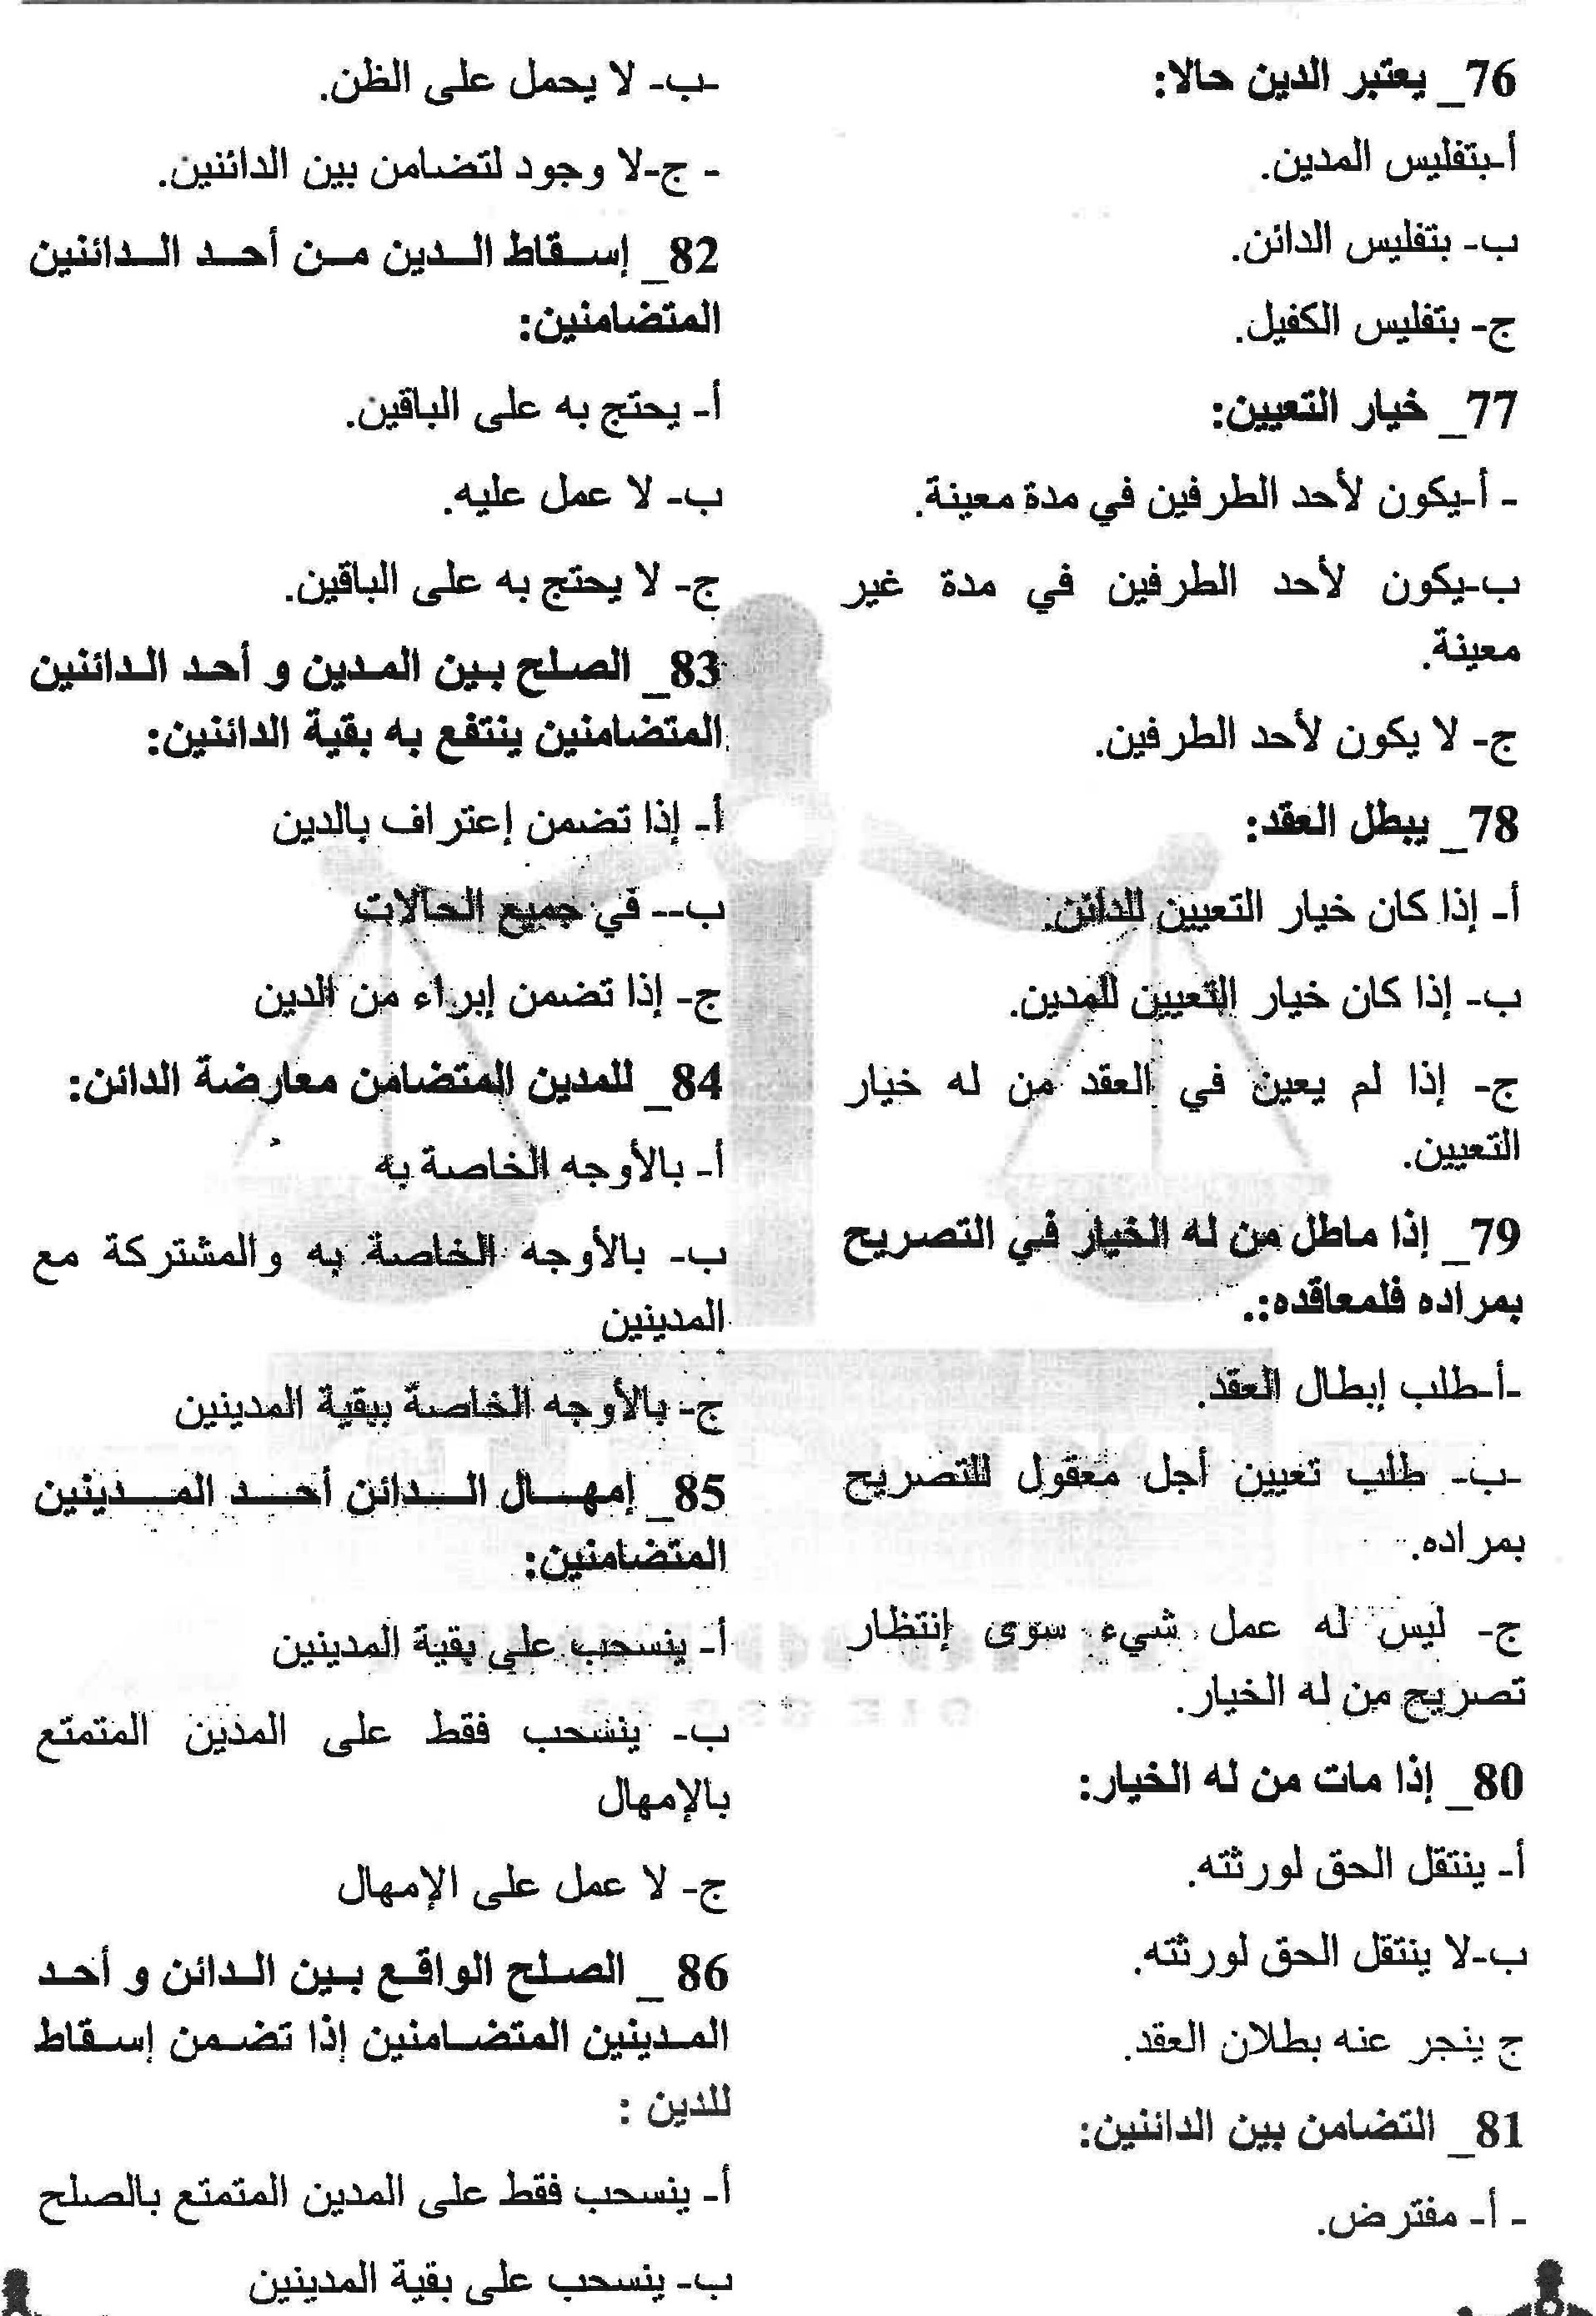 76_ يعتبر الدين حالا:
أ-بتفليس المدين.
ب- بتفليس الدائن.
ج- بتفليس الكفيل.
77_ خيار التعيين:
- أ-يكون لأحد الطرفين في مدة معينة.
ب-يكون لأحد الطرفين في مدة غير
معينة.
ج- لا يكون لأحد الطرفين.
78_ يبطل العقد:
أ- إذا كان خيار التعيين للدائن.
ب- إذا كان خيار التعيين للمدين.
ج- إذا لم يعين في العقد من له خيار
التعيين.
79_ إذا ماطل من له الخيار في التصريح
بمراده فلمعاقده:.
-أ-طلب إبطال العقد.
-ب- طلب تعيين أجل معقول للتصريح
بمراده.
ج- ليس له عمل شيء سوى إنتظار
تصريح من له الخيار.
80_ إذا مات من له الخيار:
أ- ينتقل الحق لورثته.
ب-لا ينتقل الحق لورثته.
ج ينجر عنه بطلان العقد.
81_ التضامن بين الدائنين:
- أ- مفترض.
-ب- لا يحمل على الظن.
- ج-لا وجود لتضامن بين الدائنين.
82_ إسقاط الدين من أحد الدائنين
المتضامنين:
أ- يحتج به على الباقين.
ب- لا عمل عليه.
ج- لا يحتج به على الباقين.
83_ الصلح بين المدين و أحد الدائنين
المتضامنين ينتفع به بقية الدائنين:
أ- إذا تضمن إعتراف بالدين
ب-- في جميع الحالات
ج- إذا تضمن إبراء من الدين
84_ للمدين المتضامن معارضة الدائن:
أ- بالأوجه الخاصة به
ب- بالأوجه الخاصة به والمشتركة مع
المدينين
ج- بالأوجه الخاصة ببقية المدينين
85_ إمهال الدائن أحد المدينين
المتضامنين:
أ- ينسحب على بقية المدينين
ب- ينسحب فقط على المدين المتمتع
بالإمهال
ج- لا عمل على الإمهال
86_ الصلح الواقع بين الدائن و أحد
المدينين المتضامنين إذا تضمن إسقاط
للدين :
أ- ينسحب فقط على المدين المتمتع بالصلح
ب- ينسحب على بقية المدينين